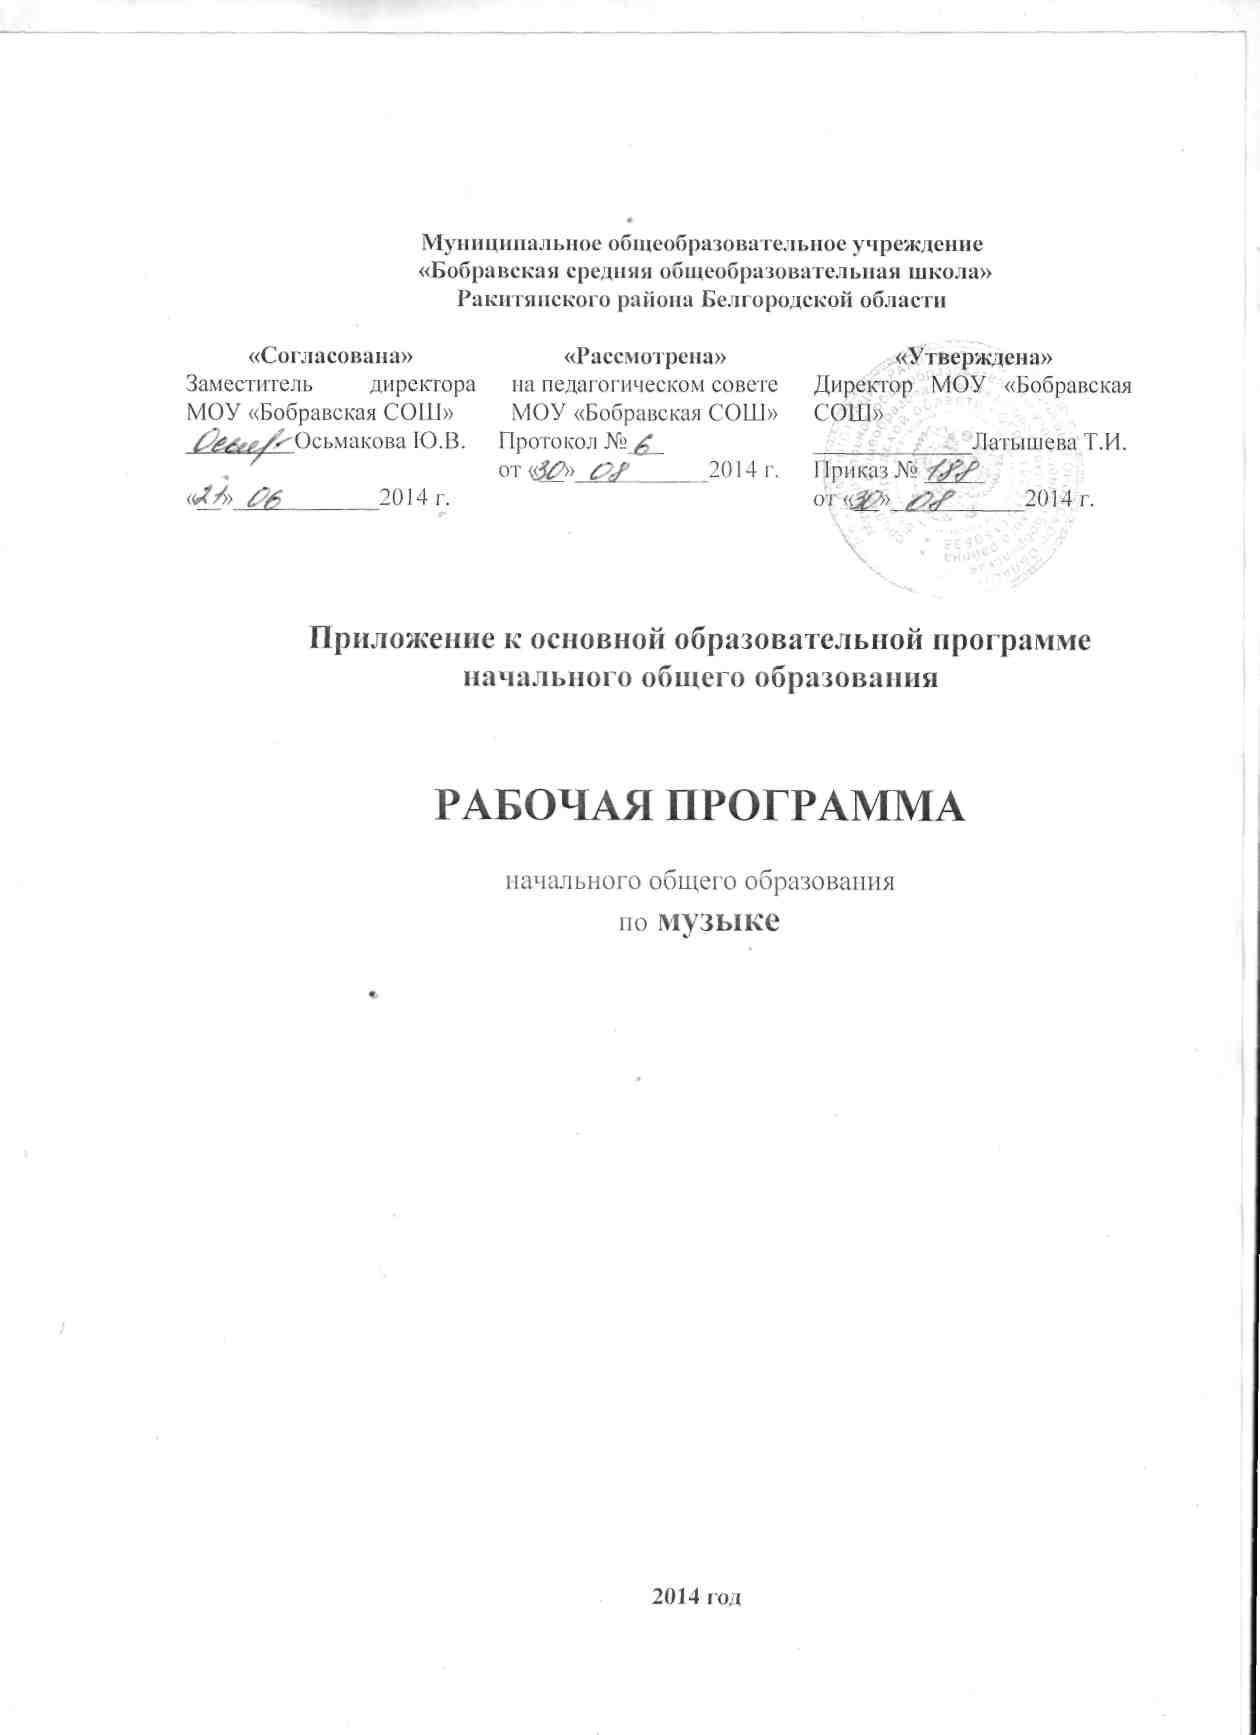 Муниципальное общеобразовательное учреждение
«Бобравская средняя общеобразовательная школа»
Ракитянского района Белгородской области
«Согласована»
Заместитель директора
МОУ «Бобравская СОШ»
Осьмакова Ю.В.
« » 06 2014 г.
«Рассмотрена»
на педагогическом совете
МОУ «Бобравская СОШ»
Протокол № 6
от «30» 08 2014 г.
«Утверждена»
Директор МОУ «Бобравская
СОШ»
Латышева Т.И.
Приказ № 188
от «30» 08 2014 г.
Приложение к основной образовательной программе
начального общего образования
РАБОЧАЯ ПРОГРАММА
начального общего образования
по музыке
2014 год